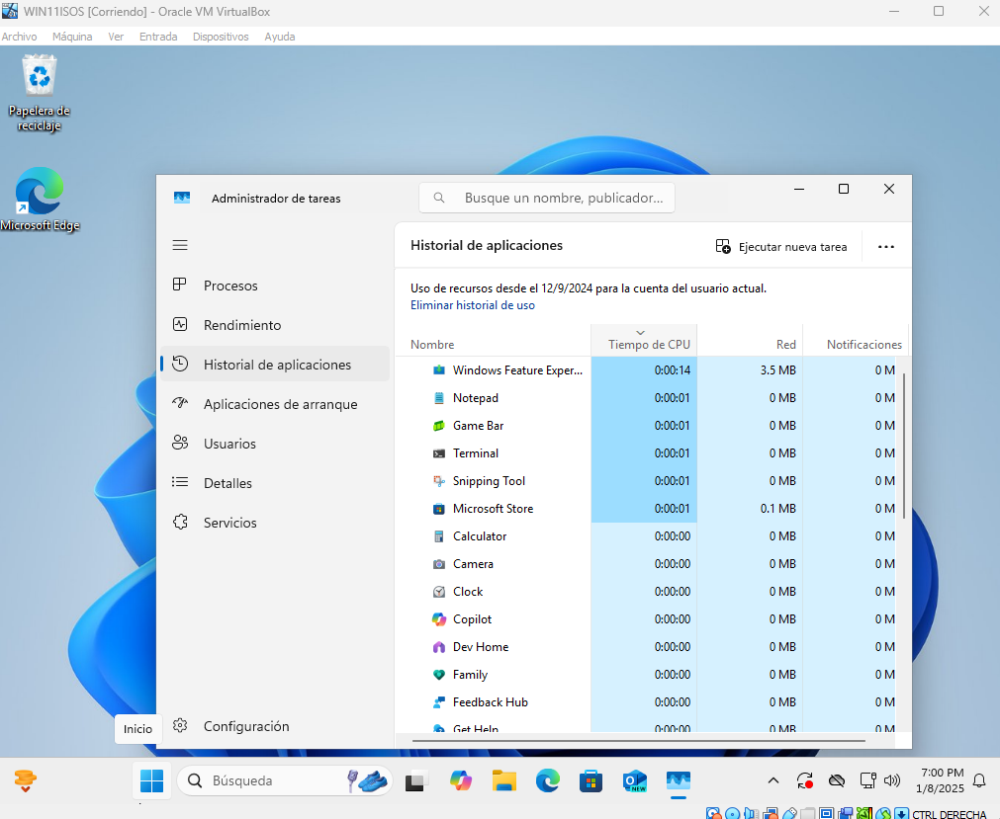 WIN11ISOS [Corriendo] - Oracle VM VirtualBox
Archivo Máquina Ver Entrada Dispositivos Ayuda
Papelera de
reciclaje
Microsoft Edge
Administrador de tareas
Busque un nombre, publicador...
Procesos
Rendimiento
Historial de aplicaciones
Aplicaciones de arranque
Usuarios
Detalles
Servicios
Configuración
Historial de aplicaciones
Ejecutar nueva tarea
Uso de recursos desde el 12/9/2024 para la cuenta del usuario actual.
Eliminar historial de uso
Nombre Tiempo de CPU Red Notificaciones
Windows Feature Exper... 0:00:14 3.5 MB 0 M
Notepad 0:00:01 0 MB 0 M
Game Bar 0:00:01 0 MB 0 M
Terminal 0:00:01 0 MB 0 M
Snipping Tool 0:00:01 0 MB 0 M
Microsoft Store 0:00:01 0.1 MB 0 M
Calculator 0:00:00 0 MB 0 M
Camera 0:00:00 0 MB 0 M
Clock 0:00:00 0 MB 0 M
Copilot 0:00:00 0 MB 0 M
Dev Home 0:00:00 0 MB 0 M
Family 0:00:00 0 MB 0 M
Feedback Hub 0:00:00 0 MB 0 M
Get Help 0:00:00 0 MB 0 M
Inicio
Búsqueda
NEW
7:00 PM
1/8/2025
CTRL DERECHA